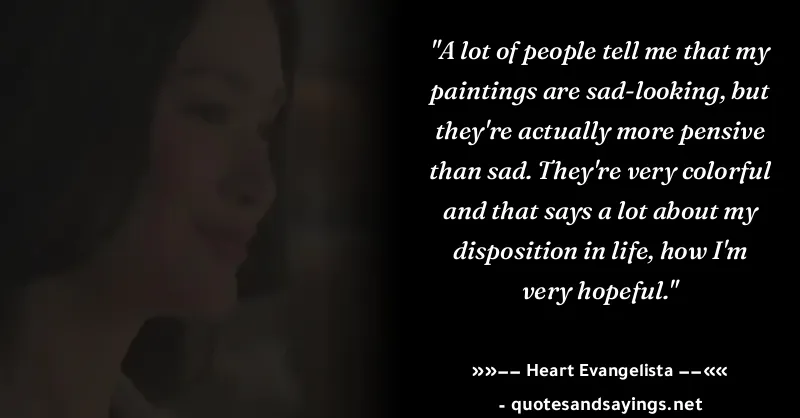 "A lot of people tell me that my
paintings are sad-looking, but
they're actually more pensive
than sad. They're very colorful
and that says a lot about my
disposition in life, how I'm
very hopeful."
»»–– Heart Evangelista ––««
- quotesandsayings.net